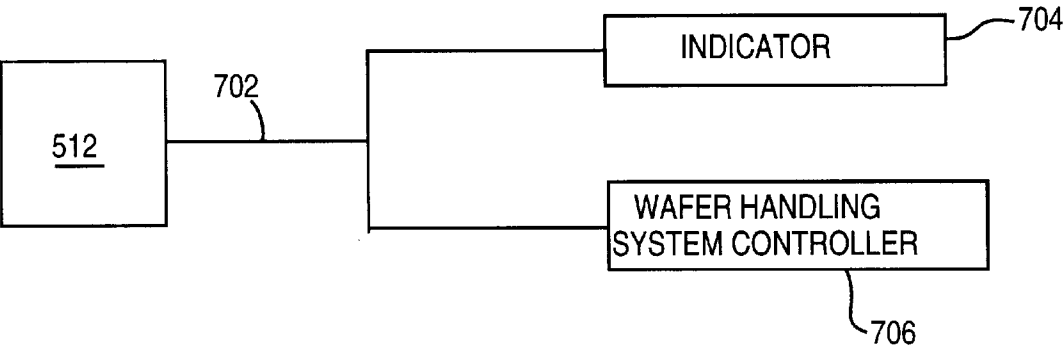 704
INDICATOR
702
512
WAFER HANDLING
SYSTEM CONTROLLER
706